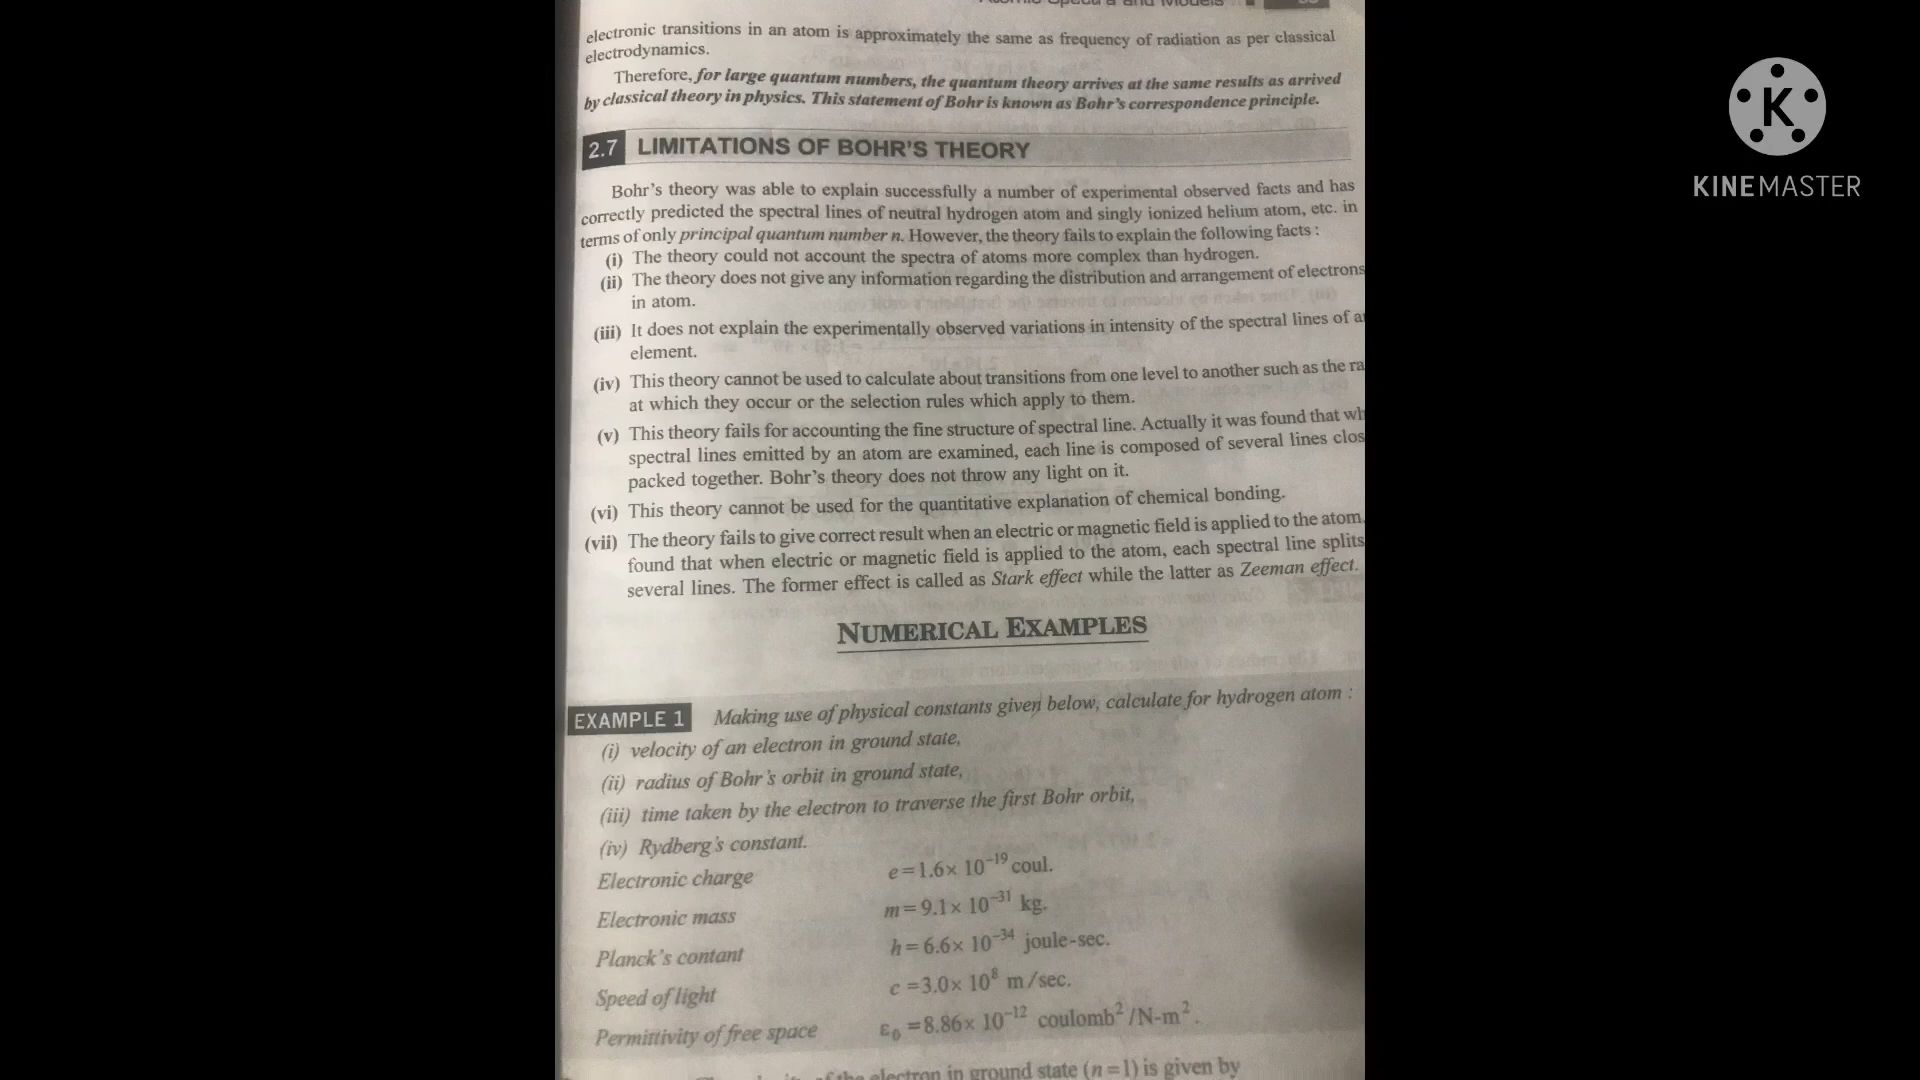 electronic transitions in an atom is approximately the same as frequency of radiation as per classical
electrodynamics.
Therefore, for large quantum numbers, the quantum theory arrives at the same results as arrived
by classical theory in physics. This statement of Bohr is known as Bohr's correspondence principle.
2.7 LIMITATIONS OF BOHR'S THEORY
Bohr's theory was able to explain successfully a number of experimental observed facts and has
correctly predicted the spectral lines of neutral hydrogen atom and singly ionized helium atom, etc. in
terms of only principal quantum number n. However, the theory fails to explain the following facts :
(i) The theory could not account the spectra of atoms more complex than hydrogen.
(ii) The theory does not give any information regarding the distribution and arrangement of electrons
in atom.
(iii) It does not explain the experimentally observed variations in intensity of the spectral lines of
element.
(iv) This theory cannot be used to calculate about transitions from one level to another such as the
at which they occur or the selection rules which apply to them.
(v) This theory fails for accounting the fine structure of spectral line. Actually it was found that
spectral lines emitted by an atom are examined, each line is composed of several lines
packed together. Bohr's theory does not throw any light on it.
(vi) This theory cannot be used for the quantitative explanation of chemical bonding.
(vii) The theory fails to give correct result when an electric or magnetic field is applied to the atom.
found that when electric or magnetic field is applied to the atom, each spectral line splits
several lines. The former effect is called as Stark effect while the latter as Zeeman effect.
NUMERICAL EXAMPLES
EXAMPLE 1 Making use of physical constants given below, calculate for hydrogen atom :
(i) velocity of an electron in ground state,
(ii) radius of Bohr's orbit in ground state,
(iii) time taken by the electron to traverse the first Bohr orbit,
(iv) Rydberg's constant.
Electronic charge e=1.6× 10⁻¹⁹ coul.
Electronic mass m=9.1× 10⁻³¹ kg.
Planck's contant h=6.6× 10⁻³⁴ joule-sec.
Speed of light c=3.0× 10⁸ m/sec.
Permittivity of free space ε₀=8.86× 10⁻¹² coulomb²/N-m².
of the electron in ground state (n=1) is given by
K
KINEMASTER